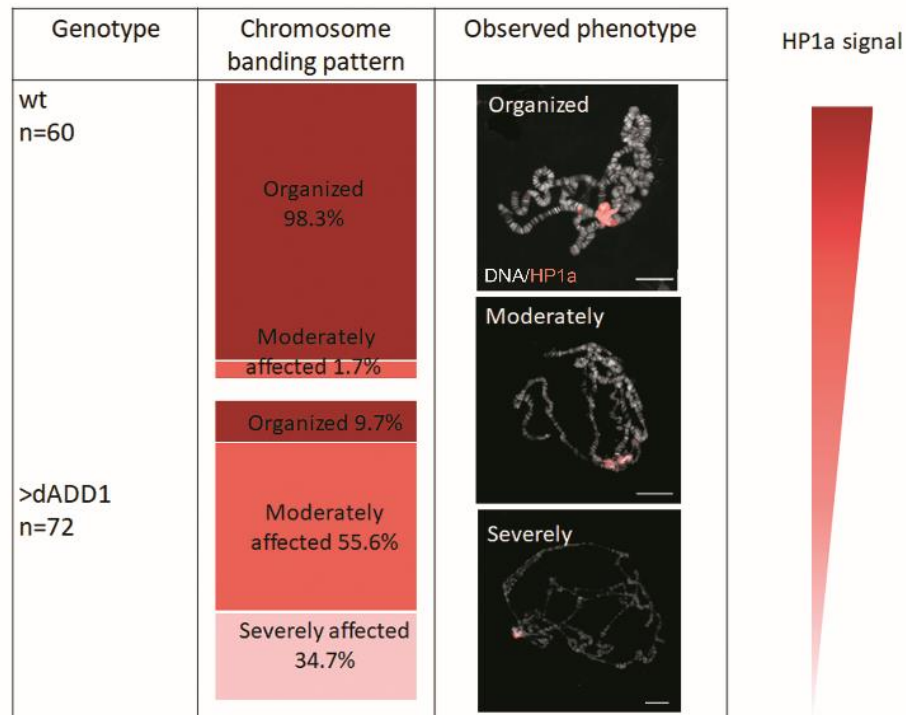 Genotype
Chromosome
banding pattern
Observed phenotype
HP1a signal
wt
n=60
Organized
98.3%
Moderately
affected 1.7%
Organized
DNA/HP1a
Moderately
>dADD1
n=72
Organized 9.7%
Moderately
affected 55.6%
Severely affected
34.7%
Severely